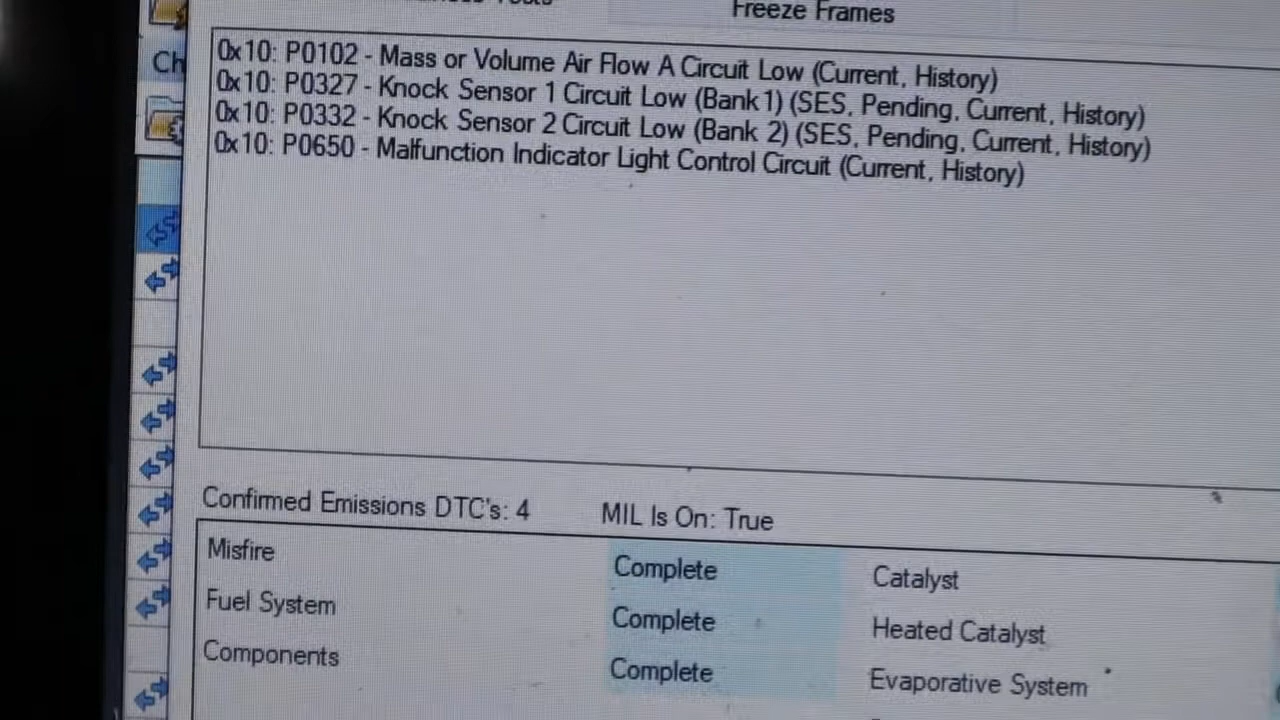 Freeze Frames
Ch
0x10: P0102 - Mass or Volume Air Flow A Circuit Low (Current, History)
0x10: P0327 - Knock Sensor 1 Circuit Low (Bank1) (SES, Pending, Current, History)
0x10: P0332 - Knock Sensor 2 Circuit Low (Bank 2) (SES, Pending, Current, History)
0x10: P0650 - Malfunction Indicator Light Control Circuit (Current, History)
Confirmed Emissions DTC's: 4 MIL Is On: True
Misfire Complete Catalyst
Fuel System Complete Heated Catalyst
Components Complete Evaporative System